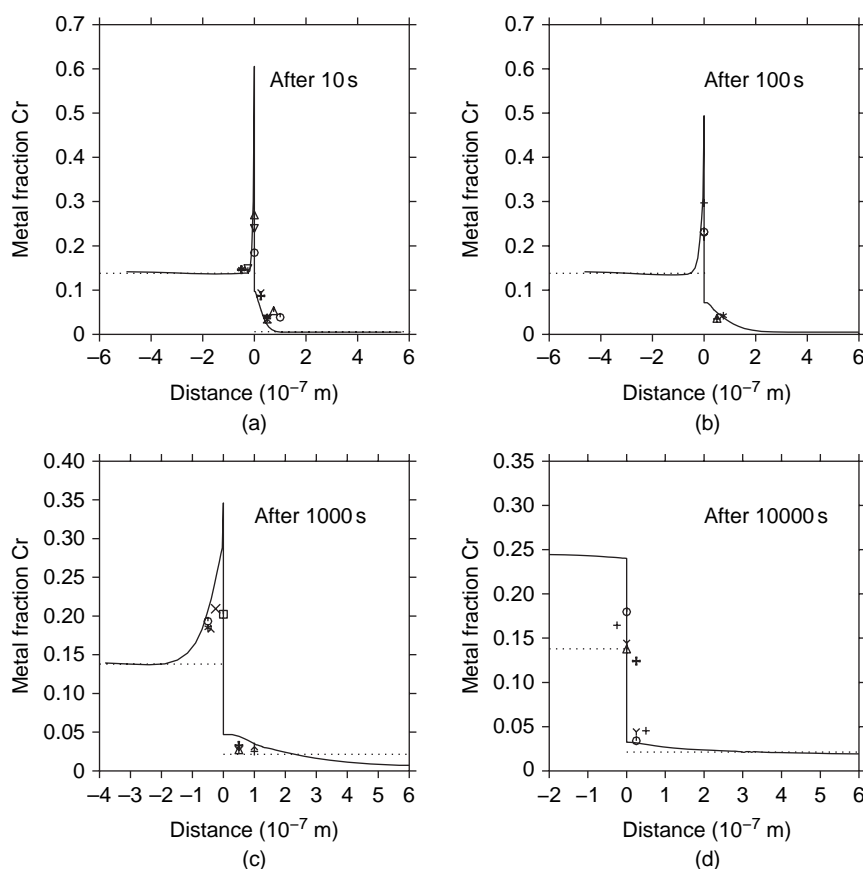 0.7
0.6
0.5
0.4
0.3
0.2
0.1
0
Metal fraction Cr
After 10 s
−6 −4 −2 0 2 4 6
Distance (10−7 m)
(a)
0.7
0.6
0.5
0.4
0.3
0.2
0.1
0
Metal fraction Cr
After 100 s
−6 −4 −2 0 2 4 6
Distance (10−7 m)
(b)
0.40
0.35
0.30
0.25
0.20
0.15
0.10
0.05
0
Metal fraction Cr
After 1000 s
−4 −3 −2 −1 0 1 2 3 4 5 6
Distance (10−7 m)
(c)
0.35
0.30
0.25
0.20
0.15
0.10
0.05
0
Metal fraction Cr
After 10000 s
−2 −1 0 2 4 6
Distance (10−7 m)
(d)